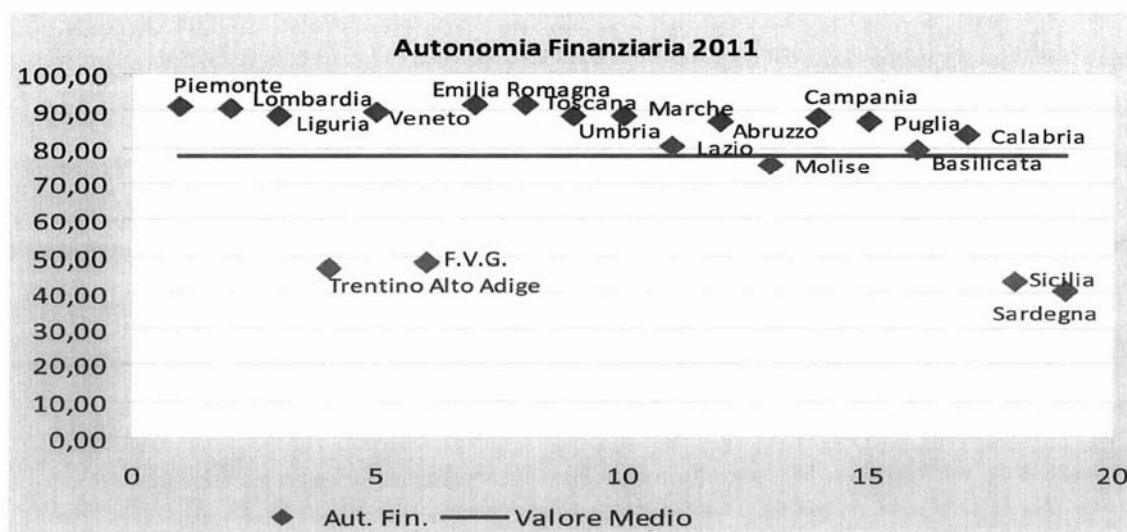 Autonomia Finanziaria 2011
100,00
90,00
80,00
70,00
60,00
50,00
40,00
30,00
20,00
10,00
0,00
Piemonte
Lombardia
Liguria
Veneto
Emilia Romagna
Toscana
Umbria
Marche
Lazio
Abruzzo
Molise
Campania
Puglia
Basilicata
Calabria
F.V.G.
Trentino Alto Adige
Sicilia
Sardegna
0 5 10 15 20
Aut. Fin. Valore Medio